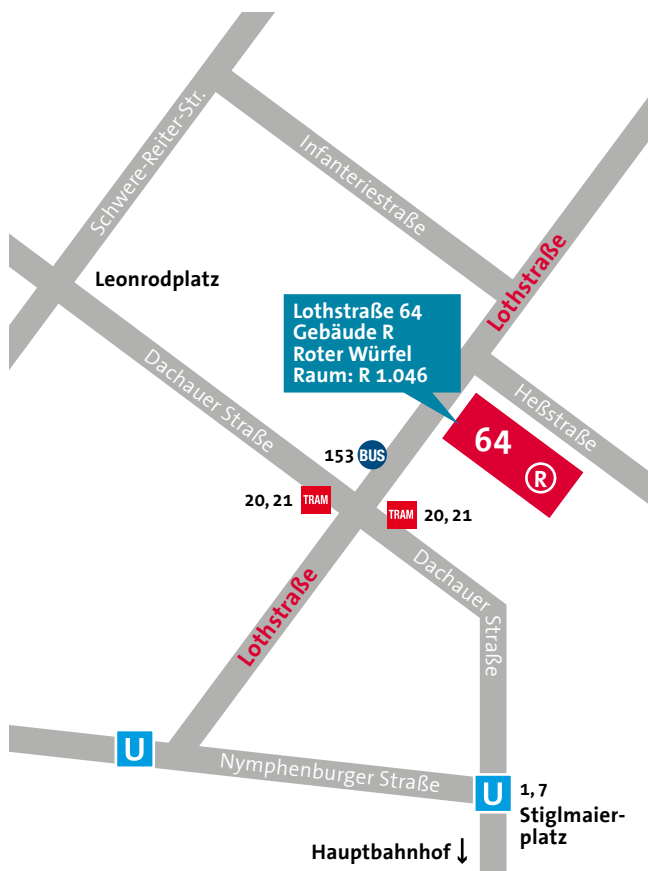 Schwere-Reiter-Str.
Infanteriestraße
Lothstraße
Leonrodplatz
Lothstraße 64
Gebäude R
Roter Würfel
Raum: R 1.046
Dachauer Straße
Heßstraße
64
R
153 BUS
20, 21 TRAM
TRAM 20, 21
Dachauer
Straße
Lothstraße
U
Nymphenburger Straße
U 1, 7
Stiglmaier-
platz
Hauptbahnhof ↓